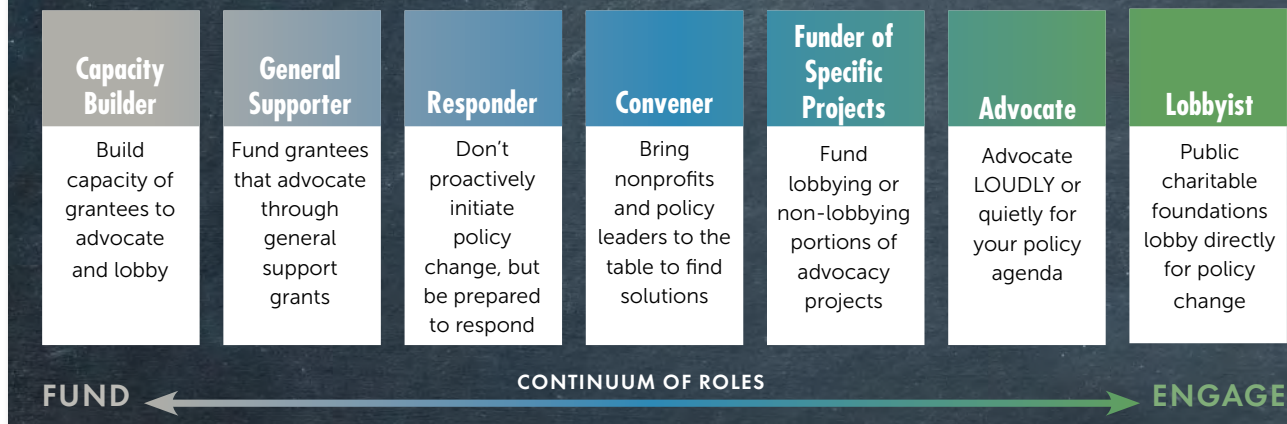 Capacity
Builder
Build
capacity of
grantees to
advocate
and lobby
General
Supporter
Fund grantees
that advocate
through
general
support
grants
Responder
Don't
proactively
initiate
policy
change, but
be prepared
to respond
Convener
Bring
nonprofits
and policy
leaders to the
table to find
solutions
Funder of
Specific
Projects
Fund
lobbying or
non-lobbying
portions of
advocacy
projects
Advocate
Advocate
LOUDLY or
quietly for
your policy
agenda
Lobbyist
Public
charitable
foundations
lobby directly
for policy
change
FUND
CONTINUUM OF ROLES
ENGAGE